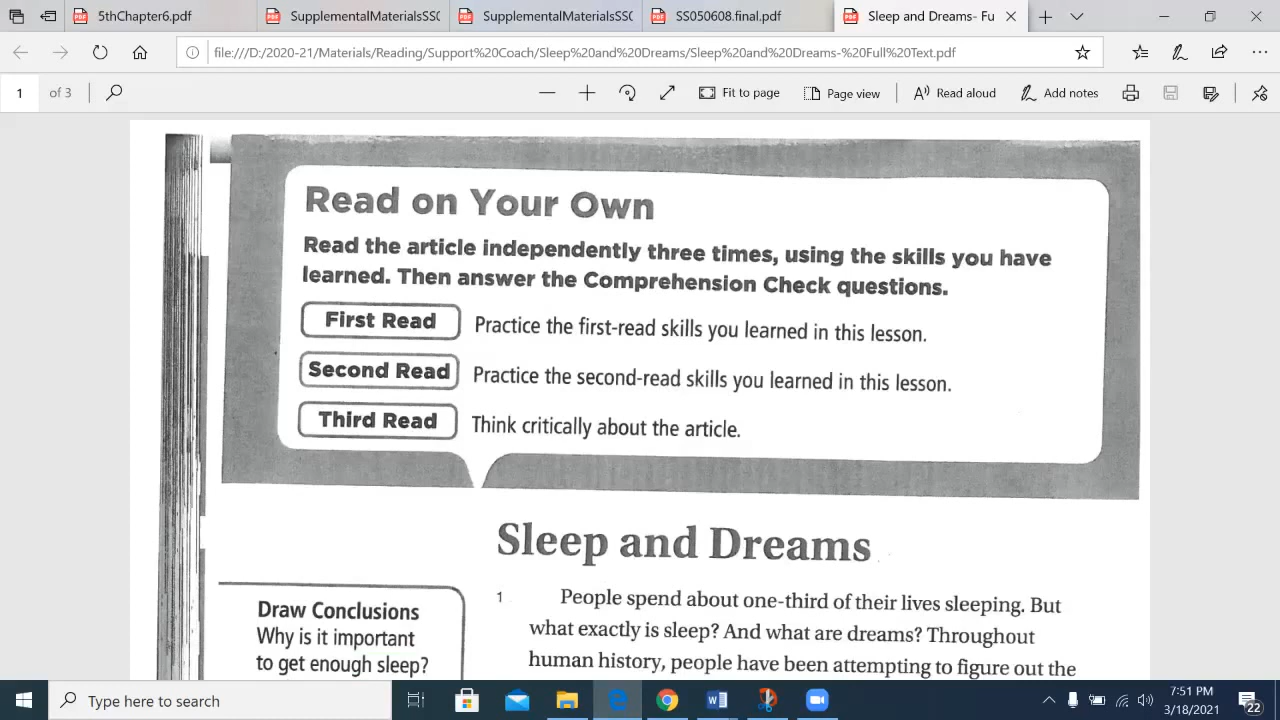 5thChapter6.pdf
SupplementalMaterialsSSC
SupplementalMaterialsSSC
SS050608.final.pdf
Sleep and Dreams- Fu
file:///D:/2020-21/Materials/Reading/Support%20Coach/Sleep%20and%20Dreams/Sleep%20and%20Dreams-%20Full%20Text.pdf
1 of 3
Fit to page
Page view
Read aloud
Add notes
Read on Your Own
Read the article independently three times, using the skills you have
learned. Then answer the Comprehension Check questions.
First Read Practice the first-read skills you learned in this lesson.
Second Read Practice the second-read skills you learned in this lesson.
Third Read Think critically about the article.
Sleep and Dreams
Draw Conclusions
Why is it important
to get enough sleep?
1 People spend about one-third of their lives sleeping. But
what exactly is sleep? And what are dreams? Throughout
human history, people have been attempting to figure out the
Type here to search
7:51 PM
3/18/2021
22